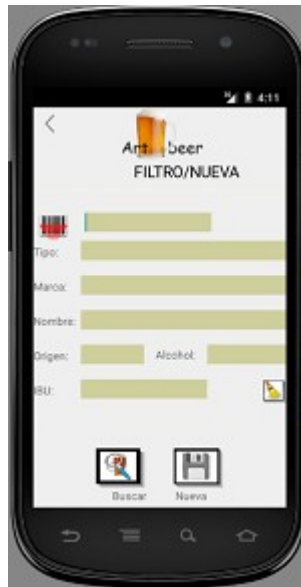 4:11
beer
FILTRO/NUEVA
Tipo:
Marca:
Nombre:
Origen: Alcohol:
IBU:
Buscar Nueva